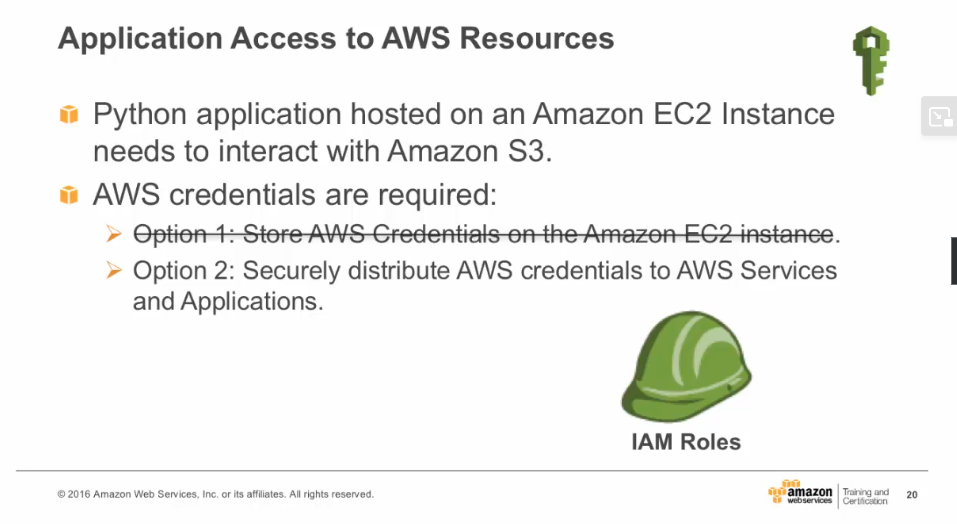 Application Access to AWS Resources
Python application hosted on an Amazon EC2 Instance
needs to interact with Amazon S3.
AWS credentials are required:
Option 1: Store AWS Credentials on the Amazon EC2 instance.
Option 2: Securely distribute AWS credentials to AWS Services
and Applications.
IAM Roles
© 2016 Amazon Web Services, Inc. or its affiliates. All rights reserved.
amazon
webservices
Training and
Certification
20